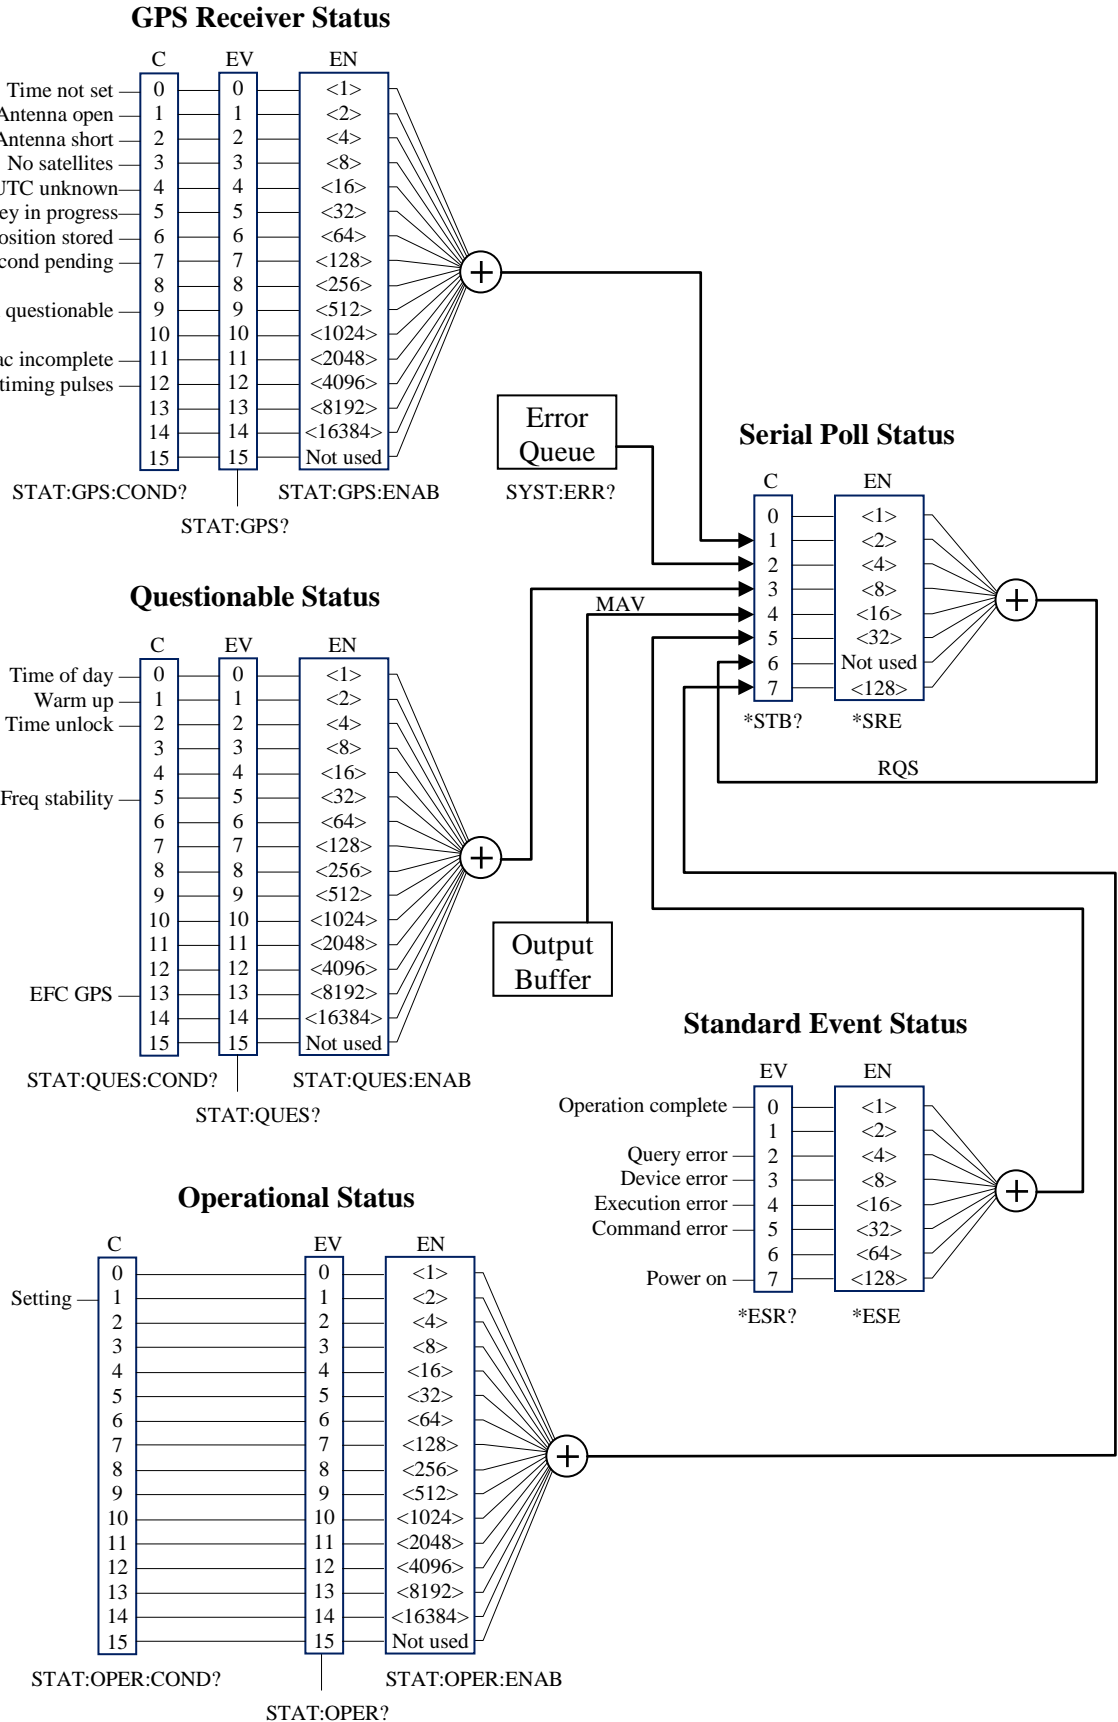 GPS Receiver Status
C EV EN
Time not set 0 0 <1>
Antenna open 1 1 <2>
Antenna short 2 2 <4>
No satellites 3 3 <8>
UTC unknown 4 4 <16>
ey in progress 5 5 <32>
osition stored 6 6 <64>
cond pending 7 7 <128>
8 8 <256>
questionable 9 9 <512>
10 10 <1024>
ac incomplete 11 11 <2048>
timing pulses 12 12 <4096>
13 13 <8192>
14 14 <16384>
15 15 Not used
STAT:GPS:COND? STAT:GPS:ENAB
STAT:GPS?
Error
Queue
SYST:ERR?
Serial Poll Status
C EN
0 <1>
1 <2>
2 <4>
3 <8>
4 <16>
5 <32>
6 Not used
7 <128>
*STB? *SRE
RQS
MAV
Questionable Status
C EV EN
Time of day 0 0 <1>
Warm up 1 1 <2>
Time unlock 2 2 <4>
3 3 <8>
4 4 <16>
Freq stability 5 5 <32>
6 6 <64>
7 7 <128>
8 8 <256>
9 9 <512>
10 10 <1024>
11 11 <2048>
12 12 <4096>
EFC GPS 13 13 <8192>
14 14 <16384>
15 15 Not used
STAT:QUES:COND? STAT:QUES:ENAB
STAT:QUES?
Output
Buffer
Standard Event Status
EV EN
Operation complete 0 <1>
1 <2>
Query error 2 <4>
Device error 3 <8>
Execution error 4 <16>
Command error 5 <32>
6 <64>
Power on 7 <128>
*ESR? *ESE
Operational Status
C EV EN
0 0 <1>
Setting 1 1 <2>
2 2 <4>
3 3 <8>
4 4 <16>
5 5 <32>
6 6 <64>
7 7 <128>
8 8 <256>
9 9 <512>
10 10 <1024>
11 11 <2048>
12 12 <4096>
13 13 <8192>
14 14 <16384>
15 15 Not used
STAT:OPER:COND? STAT:OPER:ENAB
STAT:OPER?